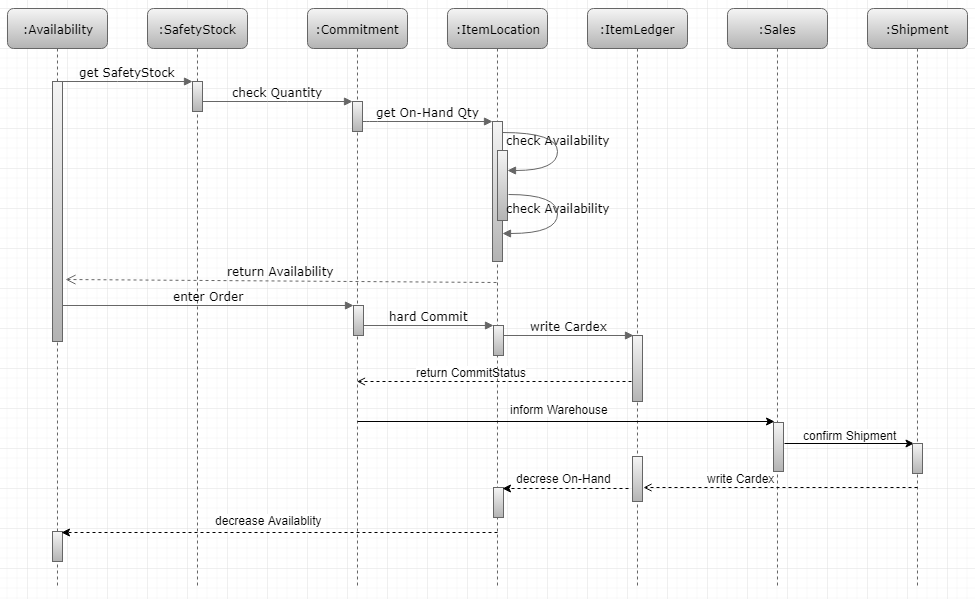 :Availability
:SafetyStock
:Commitment
:ItemLocation
:ItemLedger
:Sales
:Shipment
get SafetyStock
check Quantity
get On-Hand Qty
check Availability
check Availability
return Availability
enter Order
hard Commit
write Cardex
return CommitStatus
inform Warehouse
confirm Shipment
decrese On-Hand
write Cardex
decrease Availablity